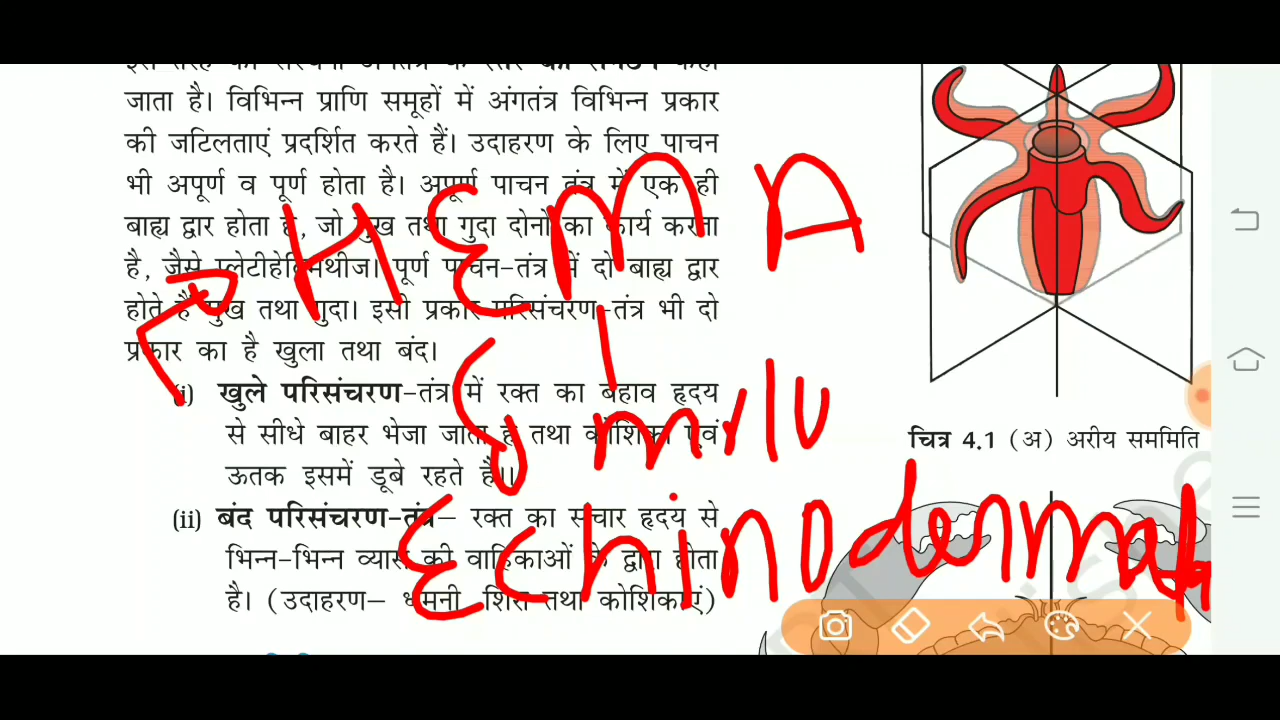 जाता है। विभिन्न प्राणि समूहों में अंगतंत्र विभिन्न प्रकार
की जटिलताएं प्रदर्शित करते हैं। उदाहरण के लिए पाचन
भी अपूर्ण व पूर्ण होता है। अपूर्ण पाचन तंत्र में एक ही
बाह्य द्वार होता है, जो मुख तथा गुदा दोनों का कार्य करता
है, जैसे प्लेटीहेल्मिंथीज। पूर्ण पाचन-तंत्र में दो बाह्य द्वार
होते हैं मुख तथा गुदा। इसी प्रकार परिसंचरण-तंत्र भी दो
प्रकार का है खुला तथा बंद।
(i) खुले परिसंचरण-तंत्र में रक्त का बहाव हृदय
से सीधे बाहर भेजा जाता है तथा कोशिका एवं
ऊतक इसमें डूबे रहते है।।
(ii) बंद परिसंचरण-तंत्र– रक्त का संचार हृदय से
भिन्न-भिन्न व्यास की वाहिकाओं के द्वारा होता
है। (उदाहरण– धमनी, शिरा तथा कोशिकाएं)
HEMA
Echinodermat
चित्र 4.1 (अ) अरीय सममिति